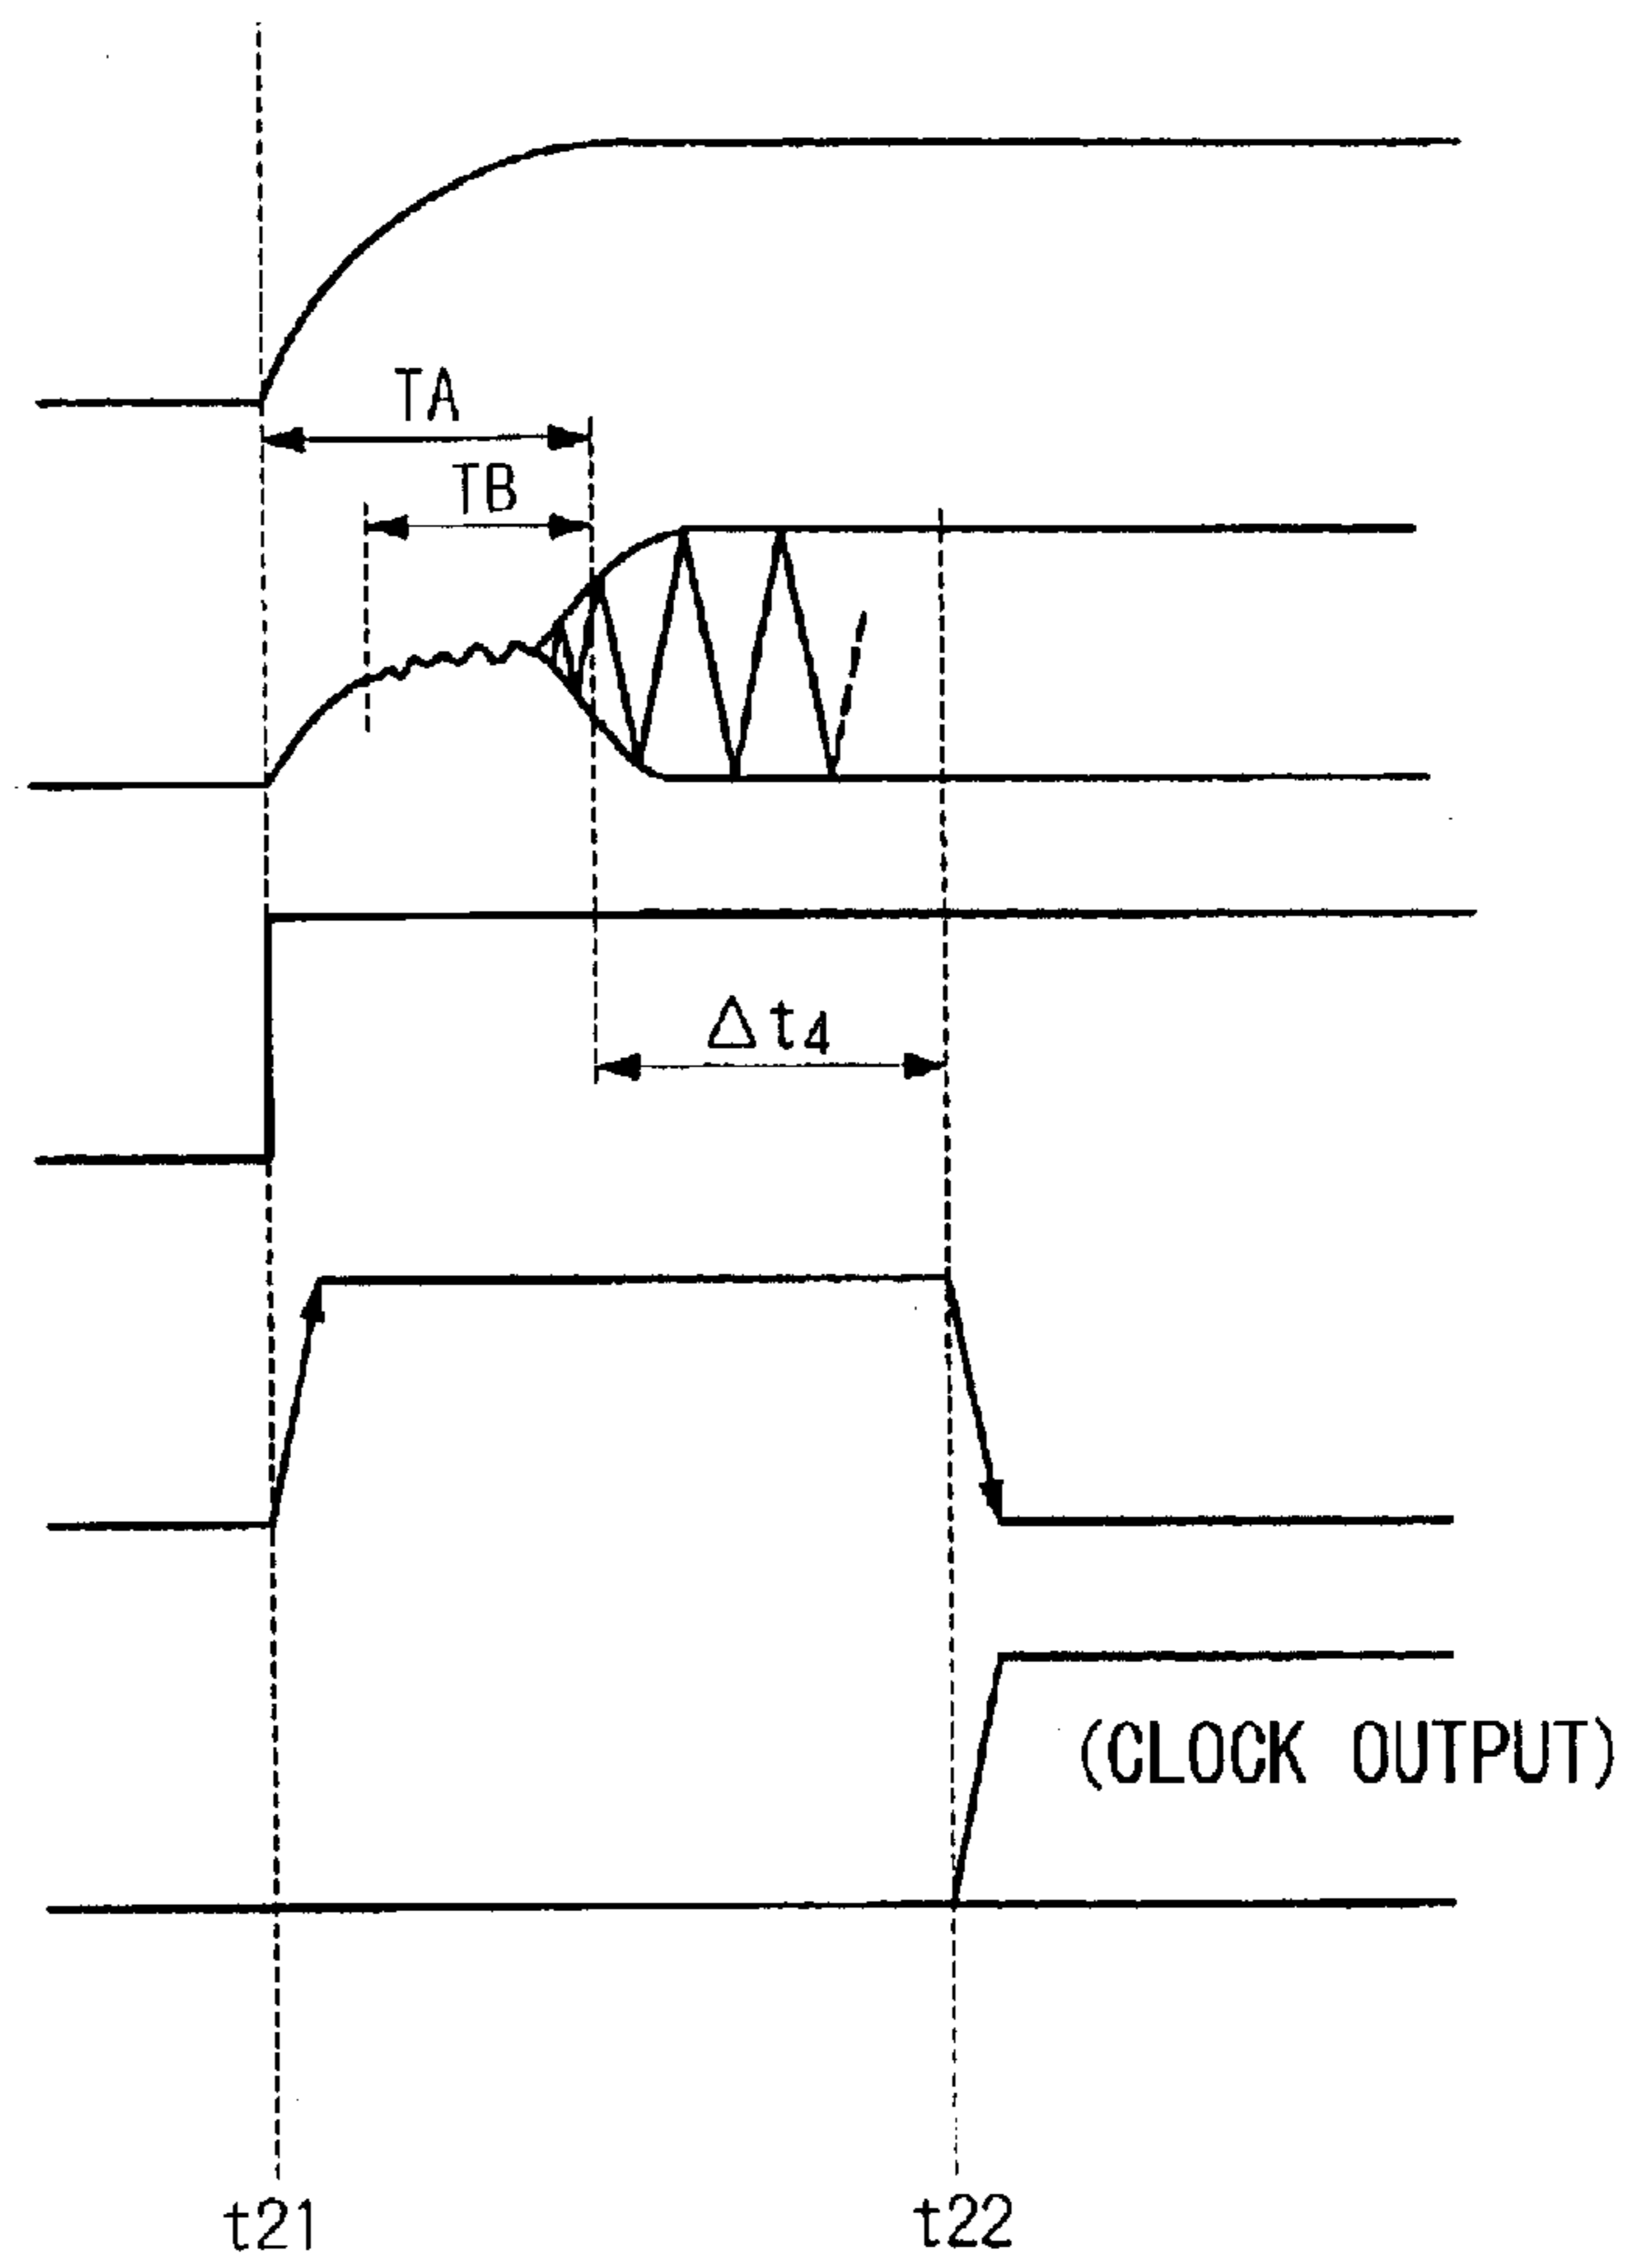 TA
TB
Δt4
(CLOCK OUTPUT)
t21
t22